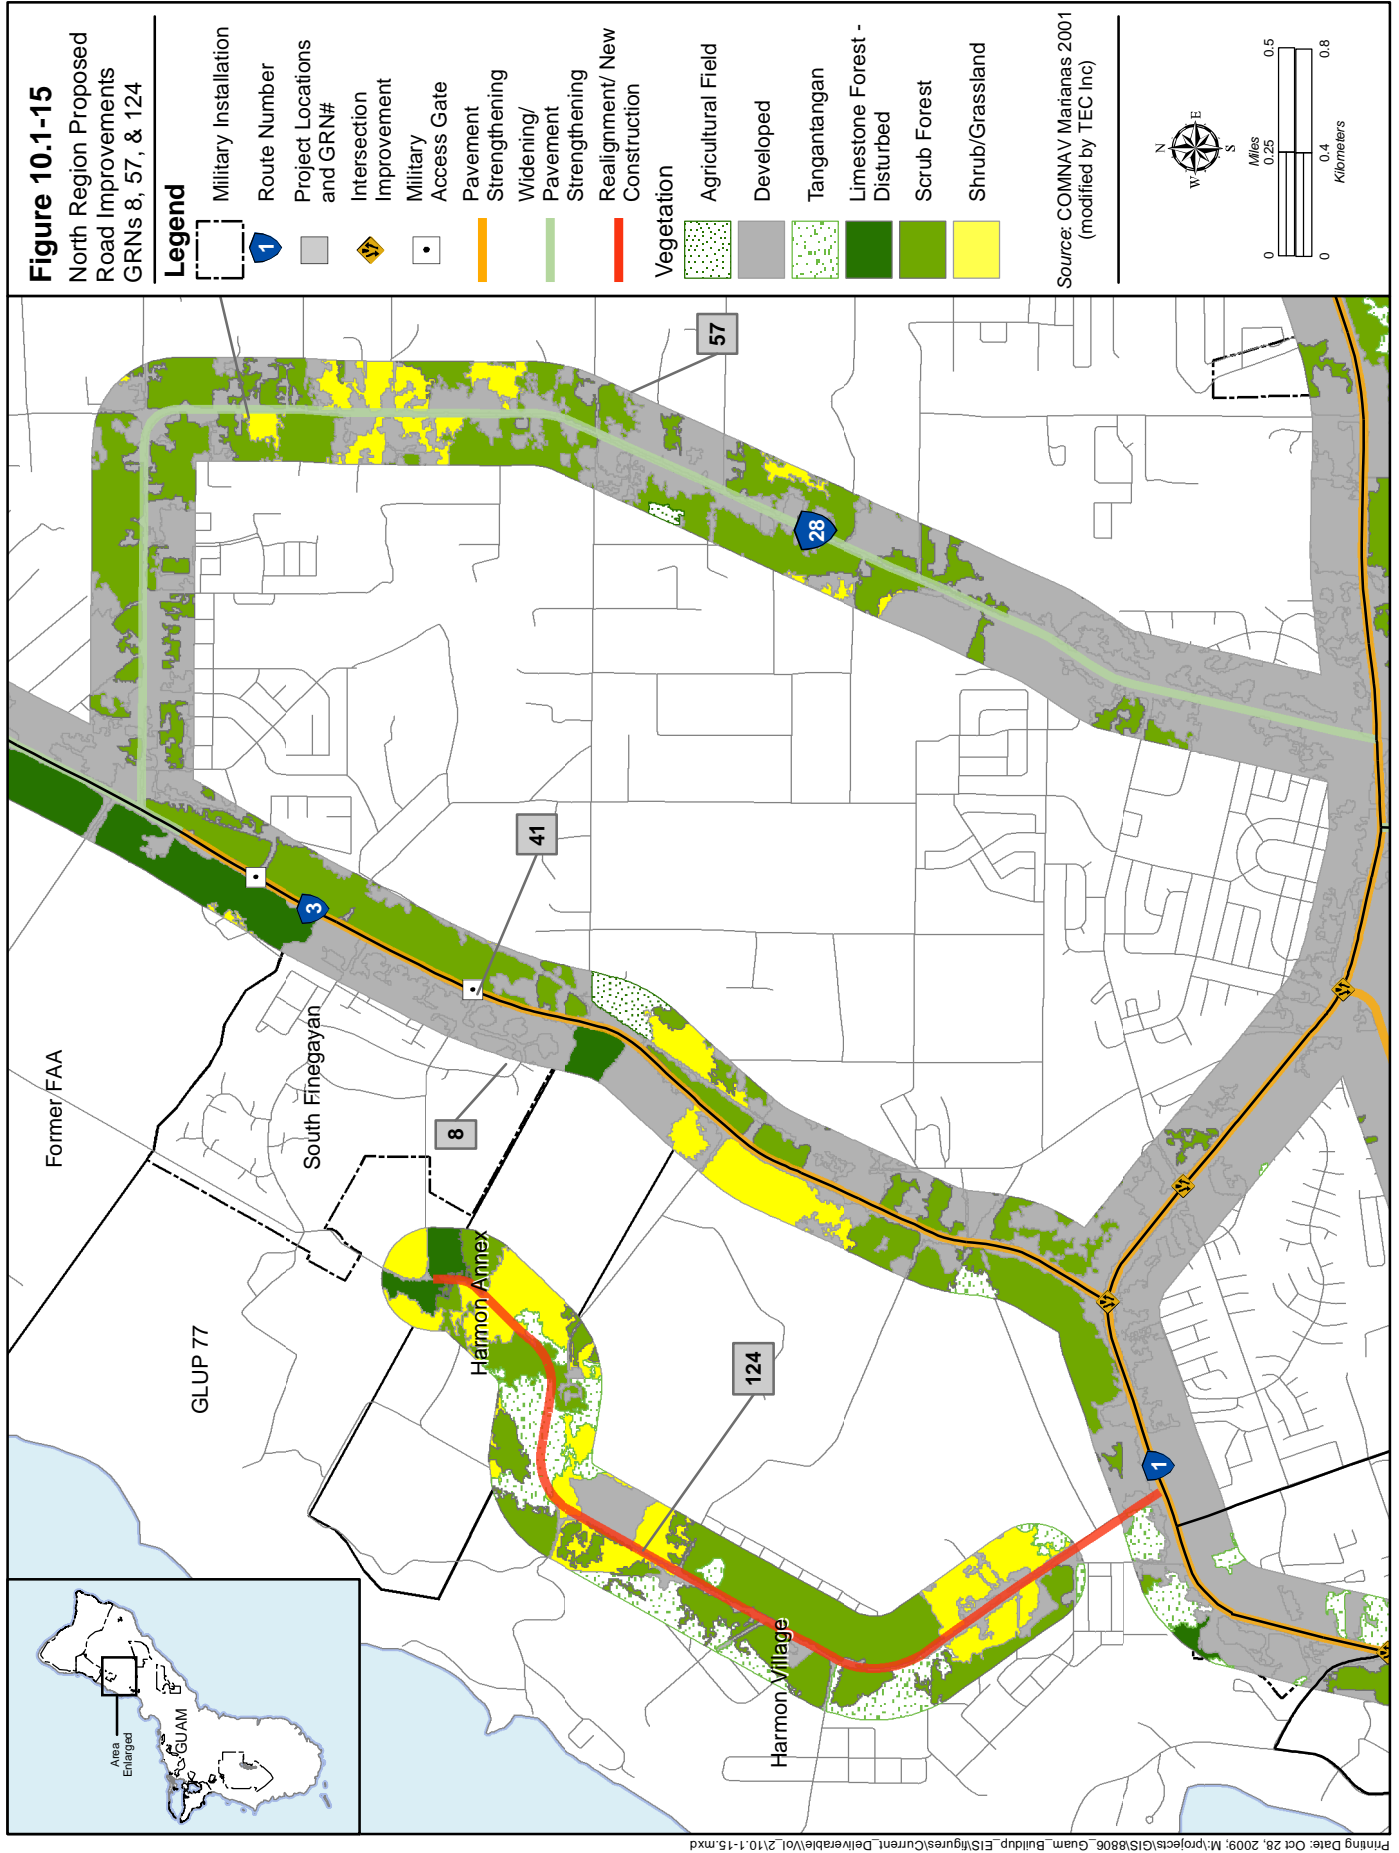 Figure 10.1-15
North Region Proposed
Road Improvements
GRNs 8, 57, & 124
Legend
Military Installation
1
Route Number
Project Locations
and GRN#
Intersection
Improvement
Military
Access Gate
Pavement
Strengthening
Widening/
Pavement
Strengthening
Realignment/ New
Construction
Vegetation
Agricultural Field
Developed
Tangantangan
Limestone Forest -
Disturbed
Scrub Forest
Shrub/Grassland
Source: COMNAV Marianas 2001
(modified by TEC Inc)
N
W
E
S
Miles
0
0.25
0.5
0
0.4
0.8
Kilometers
Former FAA
South Finegayan
GLUP 77
Harmon Annex
Harmon Village
3
28
1
57
41
8
124
Area
Enlarged
GUAM
Printing Date: Oct 28, 2009; M:\projects\GIS\8806_Guam_Buildup_EIS\figures\Current_Deliverable\Vol_2\10.1-15.mxd